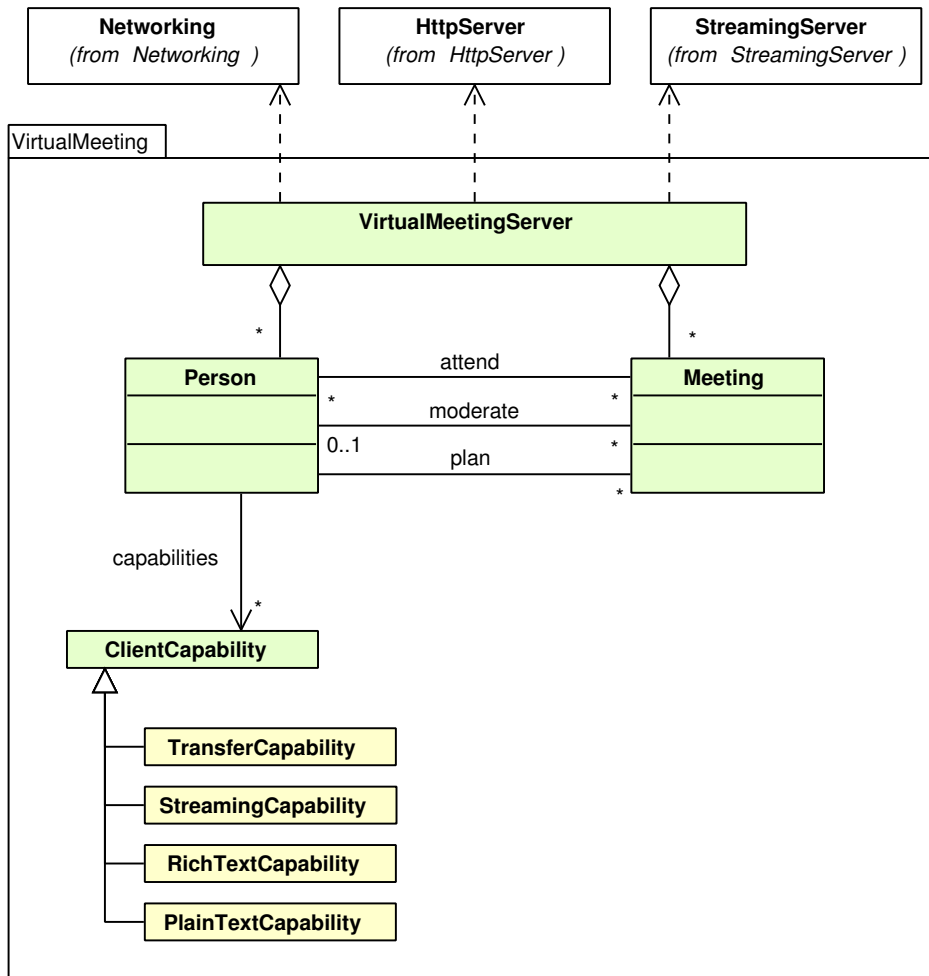 Networking
(from Networking )
HttpServer
(from HttpServer )
StreamingServer
(from StreamingServer )
VirtualMeeting
VirtualMeetingServer
*
*
Person
attend
Meeting
*
*
moderate
0..1
*
plan
*
capabilities
*
ClientCapability
TransferCapability
StreamingCapability
RichTextCapability
PlainTextCapability